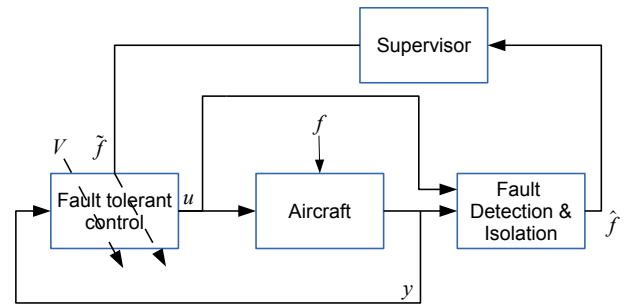 Supervisor
V
f̃
f
Fault tolerant
control
u
Aircraft
Fault
Detection &
Isolation
f̂
y